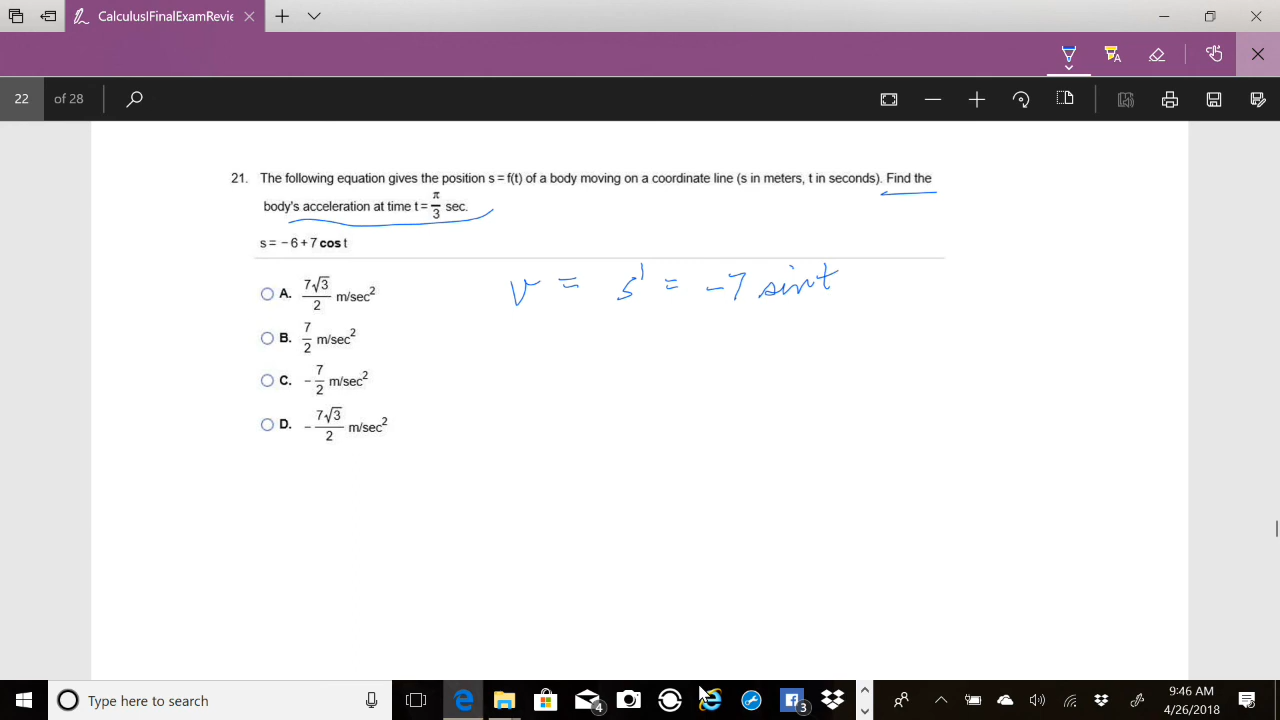 CalculusIFinalExamRevie
22 of 28
21. The following equation gives the position s = f(t) of a body moving on a coordinate line (s in meters, t in seconds). Find the
body's acceleration at time t = π/3 sec.
s = − 6 + 7 cos t
v = s' = -7 sin t
A. 7√3/2 m/sec²
B. 7/2 m/sec²
C. − 7/2 m/sec²
D. − 7√3/2 m/sec²
Type here to search
4
3
9:46 AM
4/26/2018